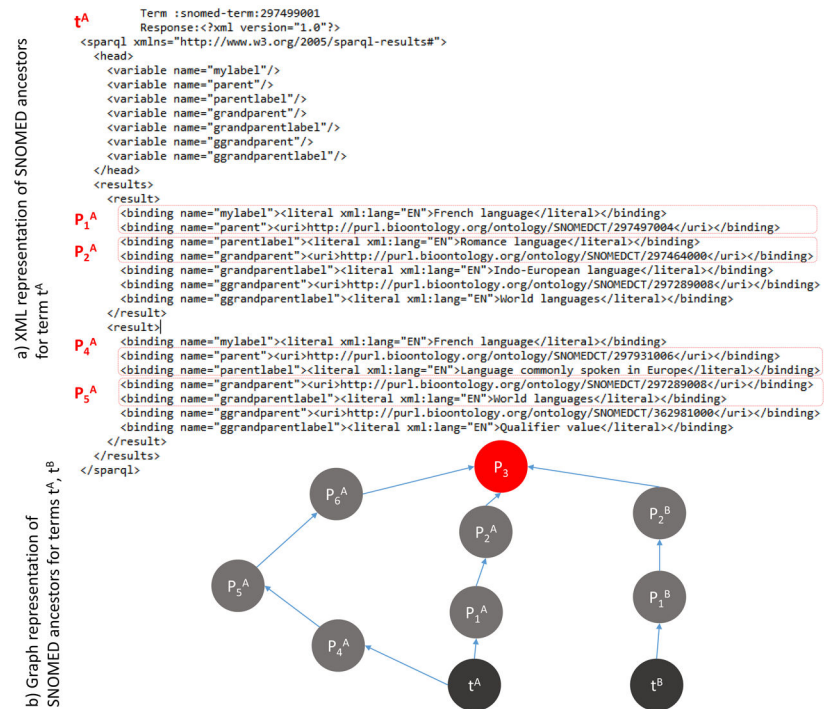 t^A Term :snomed-term:297499001
Response:<?xml version="1.0"?>
<sparql xmlns="http://www.w3.org/2005/sparql-results#">
<head>
<variable name="mylabel"/>
<variable name="parent"/>
<variable name="parentlabel"/>
<variable name="grandparent"/>
<variable name="grandparentlabel"/>
<variable name="ggrandparent"/>
<variable name="ggrandparentlabel"/>
</head>
<results>
<result>
P1^A <binding name="mylabel"><literal xml:lang="EN">French language</literal></binding>
<binding name="parent"><uri>http://purl.bioontology.org/ontology/SNOMEDCT/297497004</uri></binding>
P2^A <binding name="parentlabel"><literal xml:lang="EN">Romance language</literal></binding>
<binding name="grandparent"><uri>http://purl.bioontology.org/ontology/SNOMEDCT/297464000</uri></binding>
<binding name="grandparentlabel"><literal xml:lang="EN">Indo-European language</literal></binding>
<binding name="ggrandparent"><uri>http://purl.bioontology.org/ontology/SNOMEDCT/297289008</uri></binding>
<binding name="ggrandparentlabel"><literal xml:lang="EN">World languages</literal></binding>
</result>
<result>
P4^A <binding name="mylabel"><literal xml:lang="EN">French language</literal></binding>
<binding name="parent"><uri>http://purl.bioontology.org/ontology/SNOMEDCT/297931006</uri></binding>
<binding name="parentlabel"><literal xml:lang="EN">Language commonly spoken in Europe</literal></binding>
P5^A <binding name="grandparent"><uri>http://purl.bioontology.org/ontology/SNOMEDCT/297289008</uri></binding>
<binding name="grandparentlabel"><literal xml:lang="EN">World languages</literal></binding>
<binding name="ggrandparent"><uri>http://purl.bioontology.org/ontology/SNOMEDCT/362981000</uri></binding>
<binding name="ggrandparentlabel"><literal xml:lang="EN">Qualifier value</literal></binding>
</result>
</results>
</sparql>
a) XML representation of SNOMED ancestors
for term t^A
b) Graph representation of
SNOMED ancestors for terms t^A, t^B
P3
P6^A
P2^A
P2^B
P5^A
P1^A
P1^B
P4^A
t^A
t^B